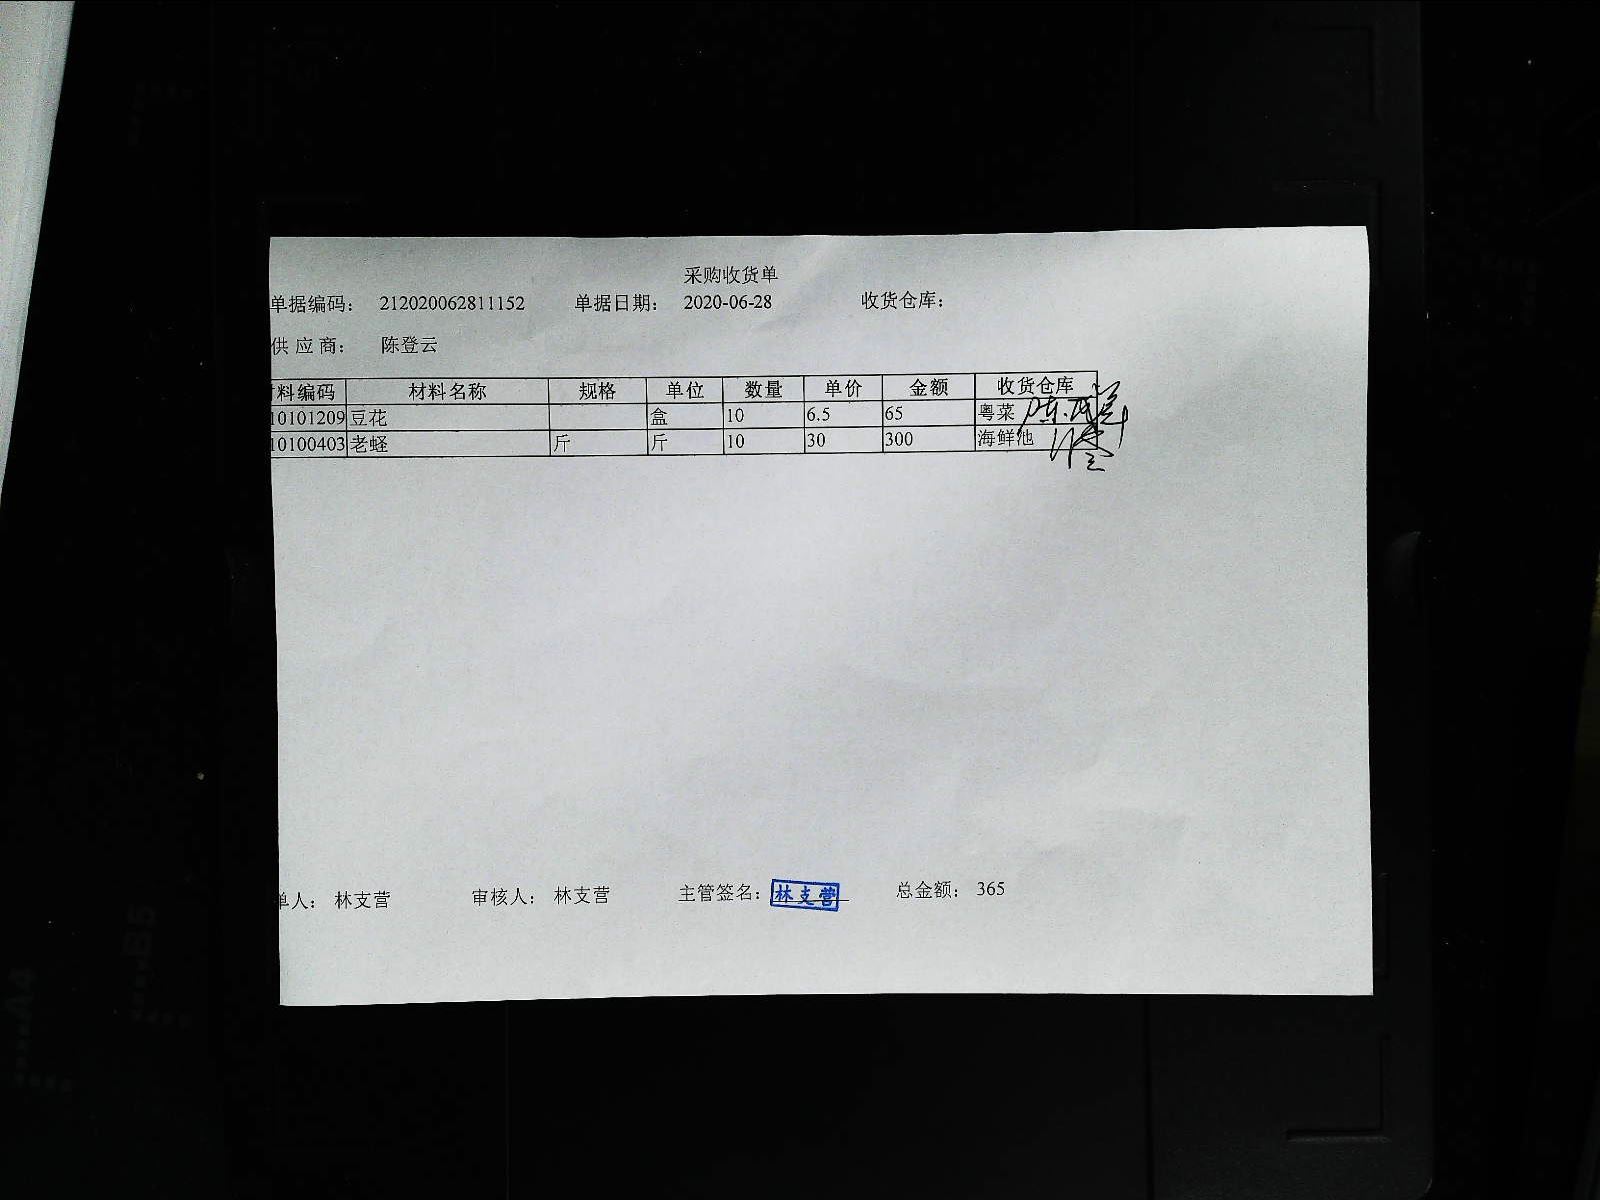 采购收货单
单据编码： 212020062811152 单据日期： 2020-06-28 收货仓库：
供应商： 陈登云
料编码 材料名称 规格 单位 数量 单价 金额 收货仓库
10101209 豆花 盒 10 6.5 65 粤菜
10100403 老蛏 斤 斤 10 30 300 海鲜池
单人： 林支营 审核人： 林支营 主管签名： 林支营 总金额： 365